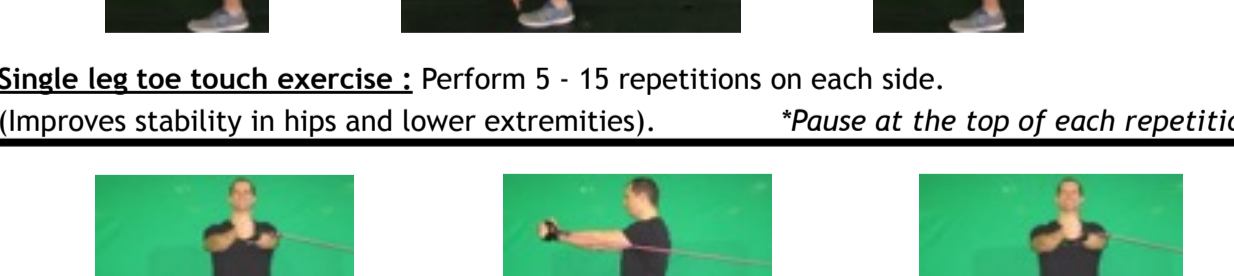 Single leg toe touch exercise : Perform 5 - 15 repetitions on each side.
(Improves stability in hips and lower extremities). *Pause at the top of each